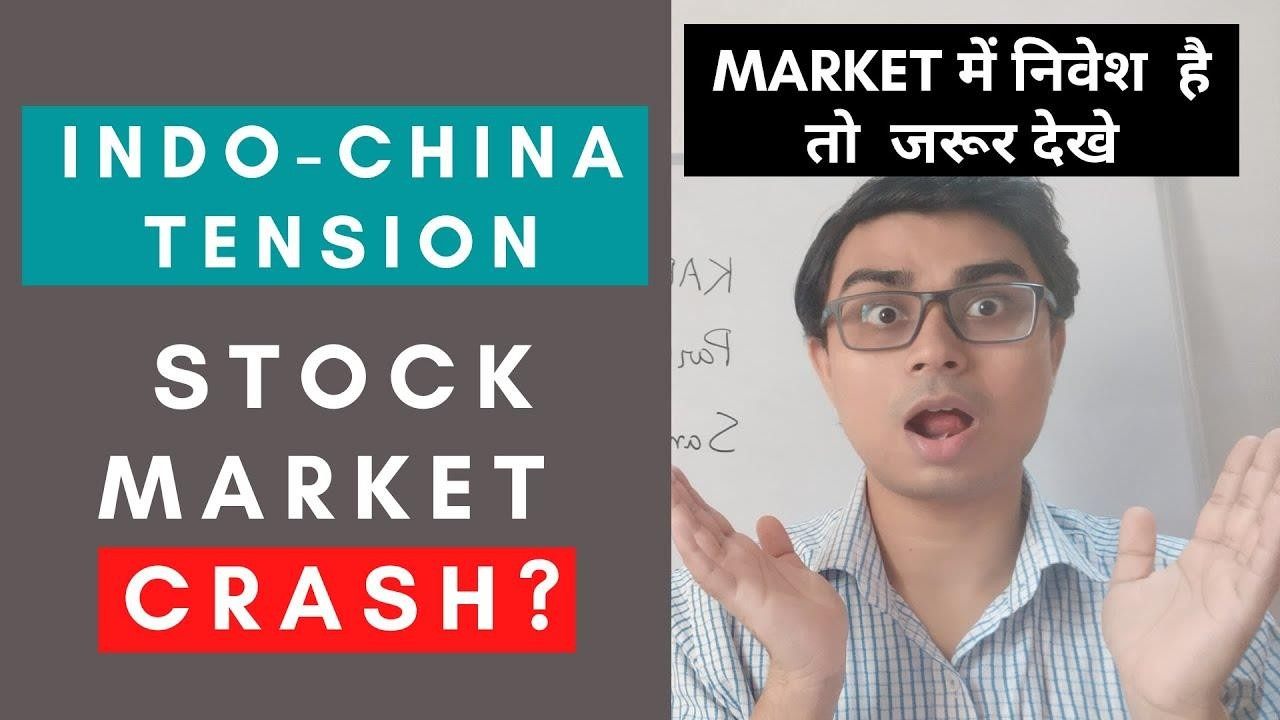 INDO-CHINA
TENSION
STOCK
MARKET
CRASH?
MARKET में निवेश है
तो जरूर देखे